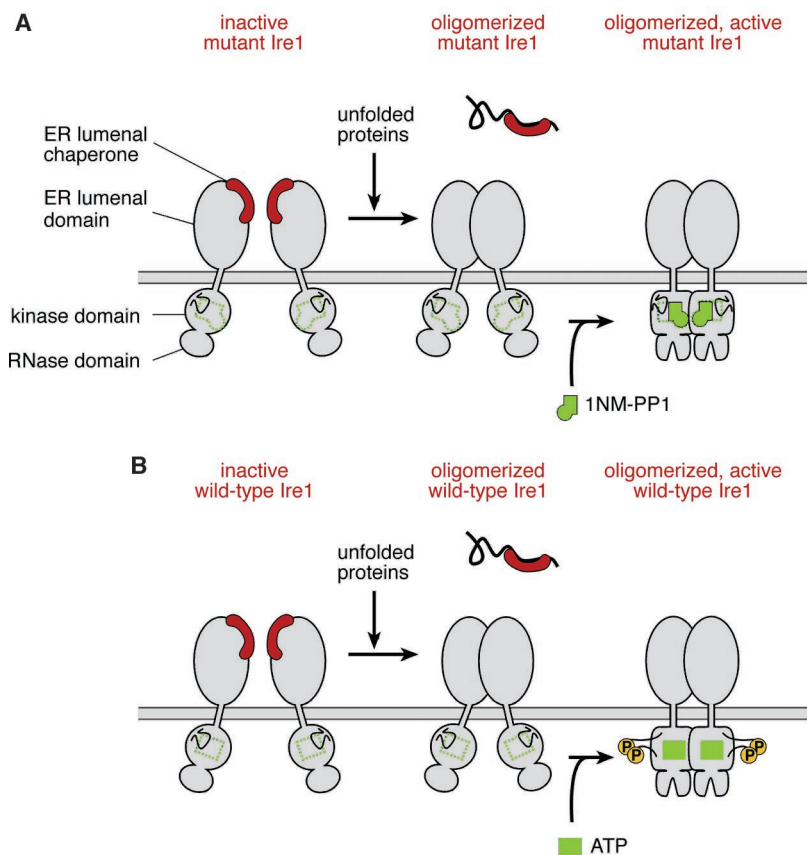 A
inactive
mutant Ire1
oligomerized
mutant Ire1
oligomerized, active
mutant Ire1
unfolded
proteins
ER lumenal
chaperone
ER lumenal
domain
kinase domain
RNase domain
1NM-PP1
B
inactive
wild-type Ire1
oligomerized
wild-type Ire1
oligomerized, active
wild-type Ire1
unfolded
proteins
P
P
P
P
ATP